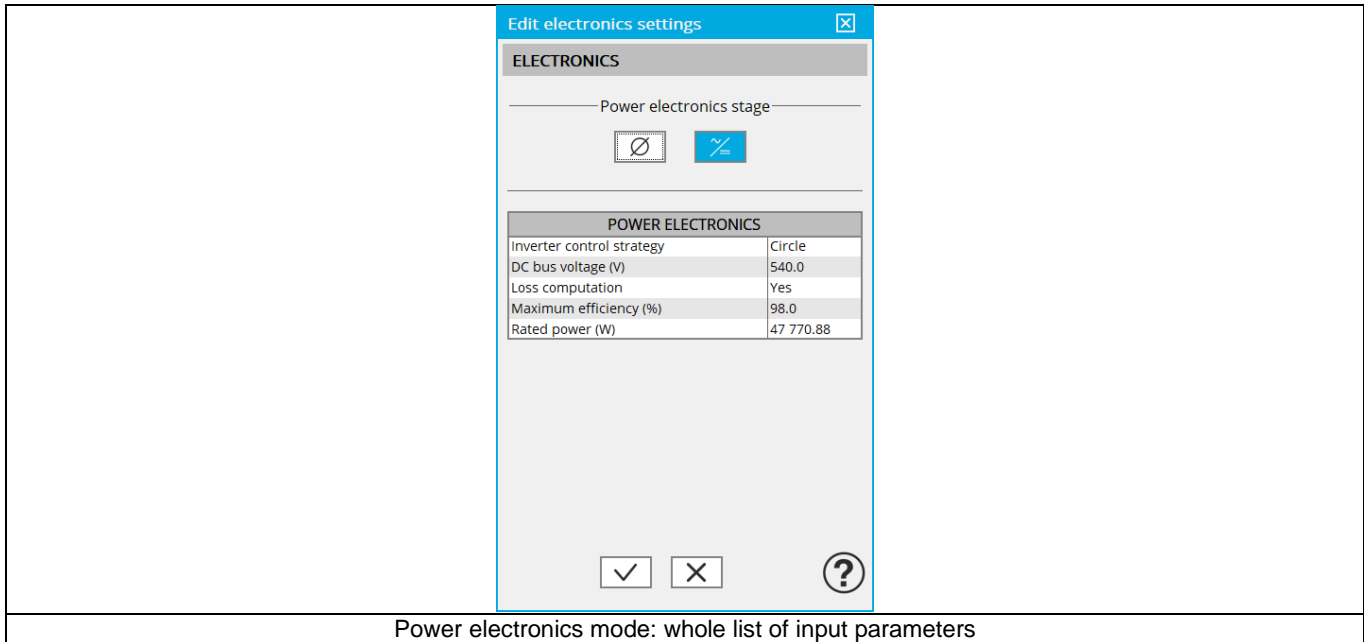 Edit electronics settings
ELECTRONICS
Power electronics stage
POWER ELECTRONICS
Inverter control strategy Circle
DC bus voltage (V) 540.0
Loss computation Yes
Maximum efficiency (%) 98.0
Rated power (W) 47 770.88
?
Power electronics mode: whole list of input parameters